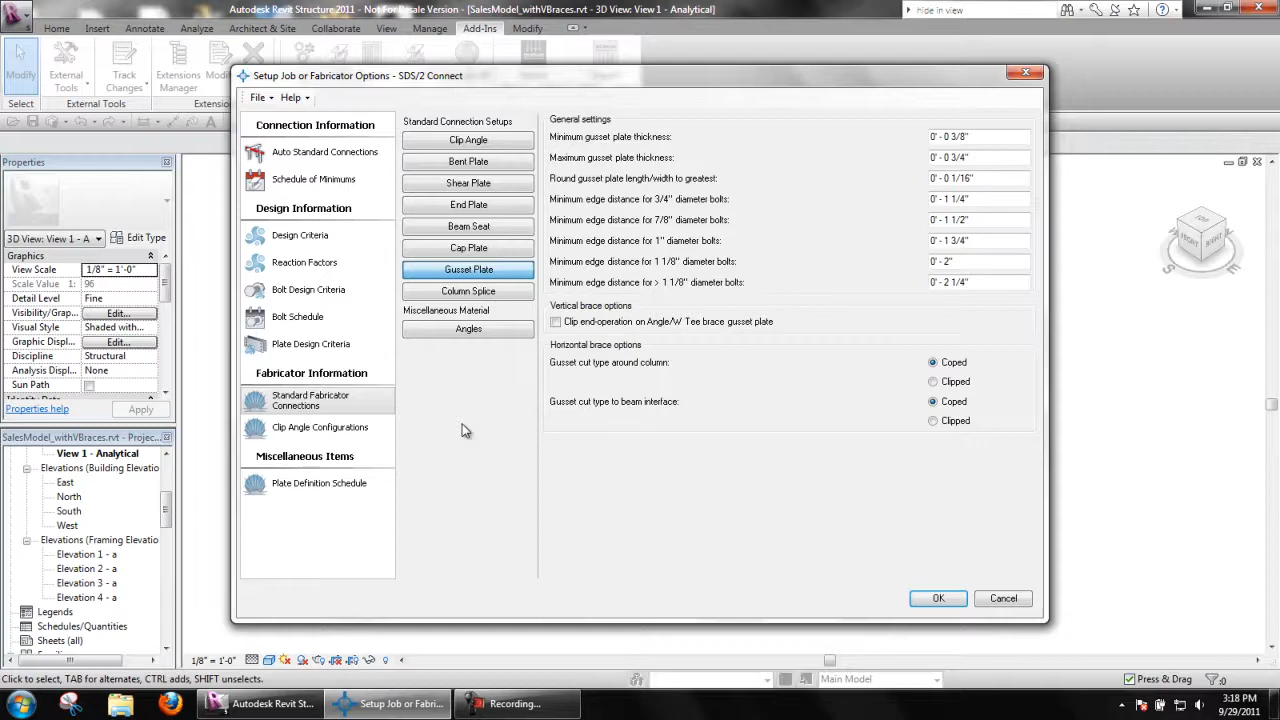 Autodesk Revit Structure 2011 - Not For Resale Version - [SalesModel_withVBraces.rvt - 3D View: View 1 - Analytical]
hide in view
Home Insert Annotate Analyze Architect & Site Collaborate View Manage Add-Ins Modify
Modify
External Tools
Track Changes
Extensions Manager
Select
External Tools
Setup Job or Fabricator Options - SDS/2 Connect
File Help
Connection Information
Auto Standard Connections
Schedule of Minimums
Design Information
Design Criteria
Reaction Factors
Bolt Design Criteria
Bolt Schedule
Plate Design Criteria
Fabricator Information
Standard Fabricator
Connections
Clip Angle Configurations
Miscellaneous Items
Plate Definition Schedule
Standard Connection Setups
Clip Angle
Bent Plate
Shear Plate
End Plate
Beam Seat
Cap Plate
Gusset Plate
Column Splice
Miscellaneous Material
Angles
General settings
Minimum gusset plate thickness: 0' - 0 3/8"
Maximum gusset plate thickness: 0' - 0 3/4"
Round gusset plate length/width to greatest: 0' - 0 1/16"
Minimum edge distance for 3/4" diameter bolts: 0' - 1 1/4"
Minimum edge distance for 7/8" diameter bolts: 0' - 1 1/2"
Minimum edge distance for 1" diameter bolts: 0' - 1 3/4"
Minimum edge distance for 1 1/8" diameter bolts: 0' - 2"
Minimum edge distance for > 1 1/8" diameter bolts: 0' - 2 1/4"
Vertical brace options
Clip end-operation on Angle/W Tee brace gusset plate
Horizontal brace options
Gusset cut type around column: Coped
Clipped
Gusset cut type to beam interface: Coped
Clipped
OK Cancel
Properties
3D View: View 1 - A Edit Type
Graphics
View Scale 1/8" = 1'-0"
Scale Value 1: 96
Detail Level Fine
Visibility/Grap... Edit...
Visual Style Shaded with...
Graphic Displ... Edit...
Discipline Structural
Analysis Displ... None
Sun Path
Properties help Apply
SalesModel_withVBraces.rvt - Projec...
View 1 - Analytical
Elevations (Building Elevatio
East
North
South
West
Elevations (Framing Elevatio
Elevation 1 - a
Elevation 2 - a
Elevation 3 - a
Elevation 4 - a
Legends
Schedules/Quantities
Sheets (all)
TOP
FRONT
RIGHT
S
E
1/8" = 1'-0"
Click to select, TAB for alternates, CTRL adds, SHIFT unselects.
Main Model
Press & Drag
:0
Autodesk Revit St...
Setup Job or Fabri...
Recording...
3:18 PM
9/29/2011